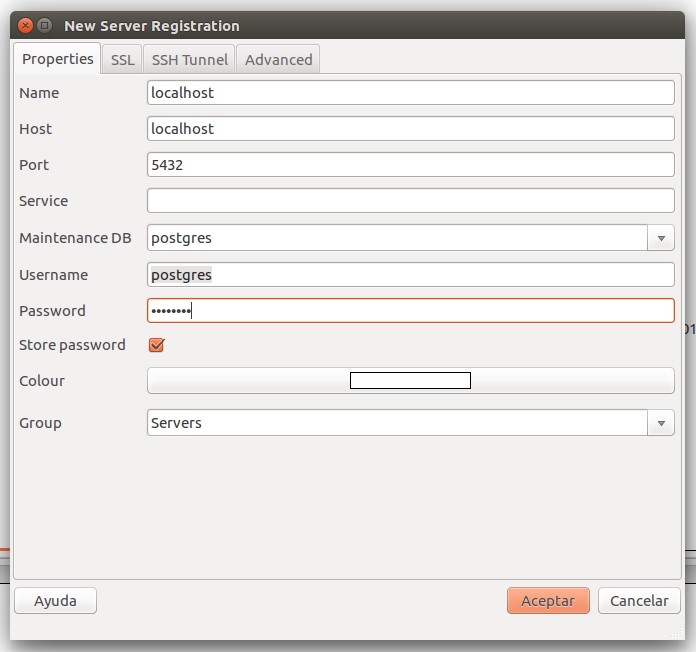 New Server Registration
Properties SSL SSH Tunnel Advanced
Name localhost
Host localhost
Port 5432
Service
Maintenance DB postgres
Username postgres
Password ••••••••
Store password
Colour
Group Servers
Ayuda Aceptar Cancelar